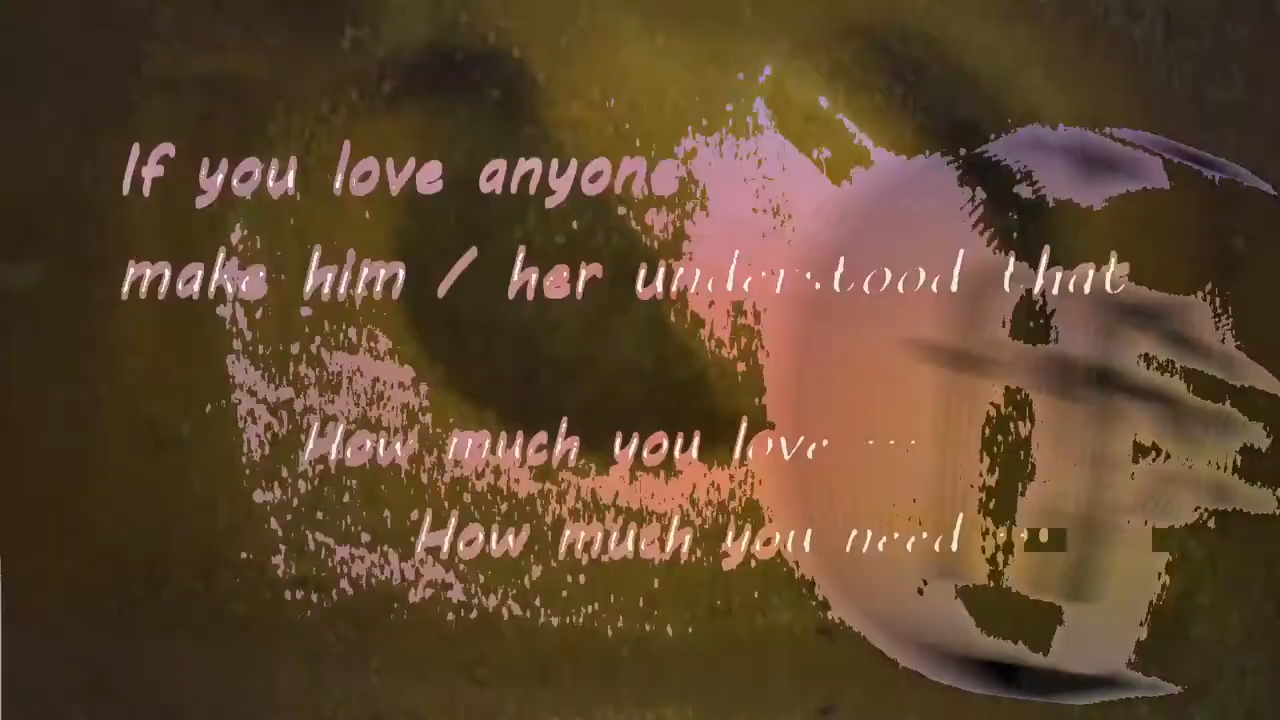 If you love anyone
make him / her understood that
How much you love ...
How much you need ...